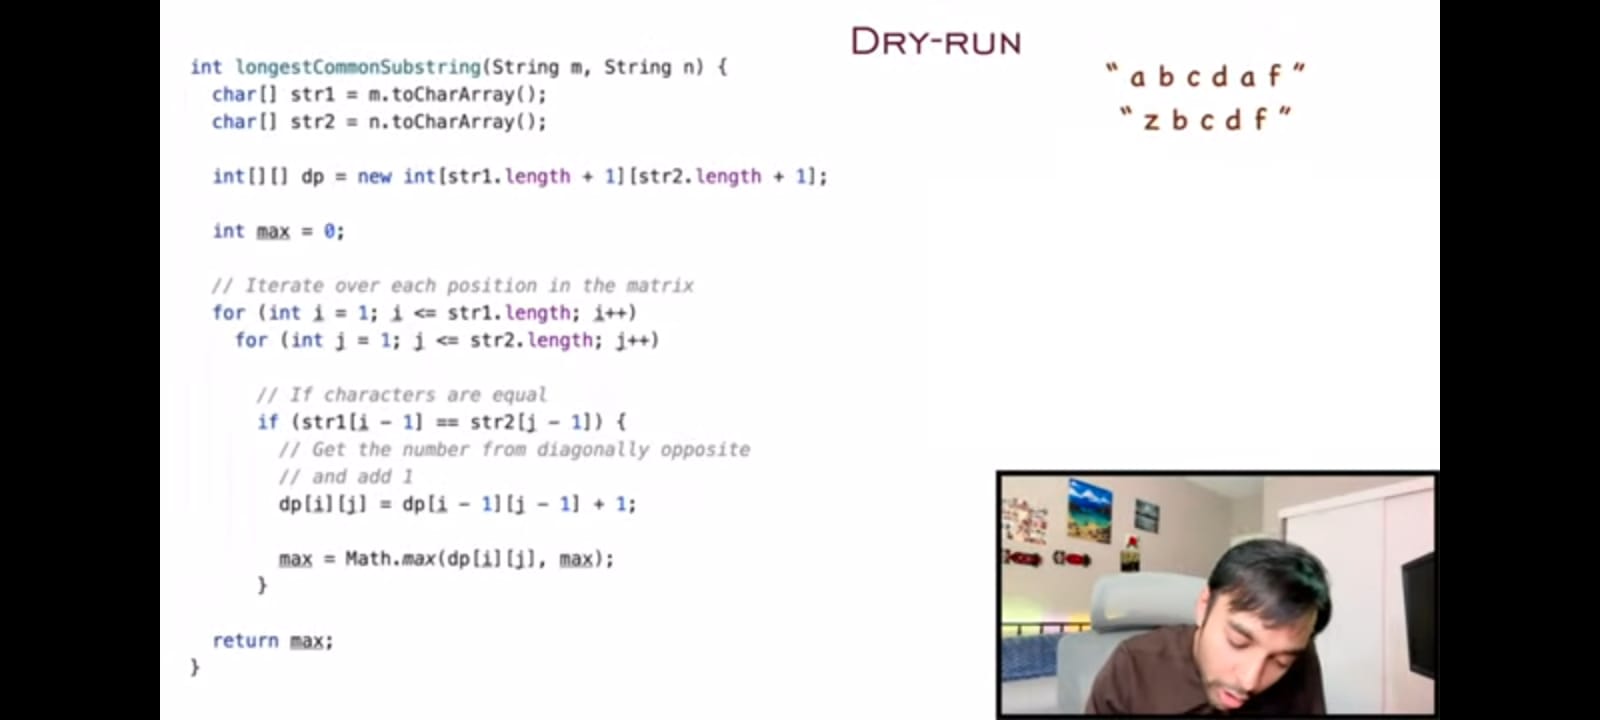 DRY-RUN
int longestCommonSubstring(String m, String n) {
char[] str1 = m.toCharArray();
char[] str2 = n.toCharArray();
int[][] dp = new int[str1.length + 1][str2.length + 1];
int max = 0;
// Iterate over each position in the matrix
for (int i = 1; i <= str1.length; i++)
for (int j = 1; j <= str2.length; j++)
// If characters are equal
if (str1[i - 1] == str2[j - 1]) {
// Get the number from diagonally opposite
// and add 1
dp[i][j] = dp[i - 1][j - 1] + 1;
max = Math.max(dp[i][j], max);
}
return max;
}
“ a b c d a f ”
“ z b c d f ”